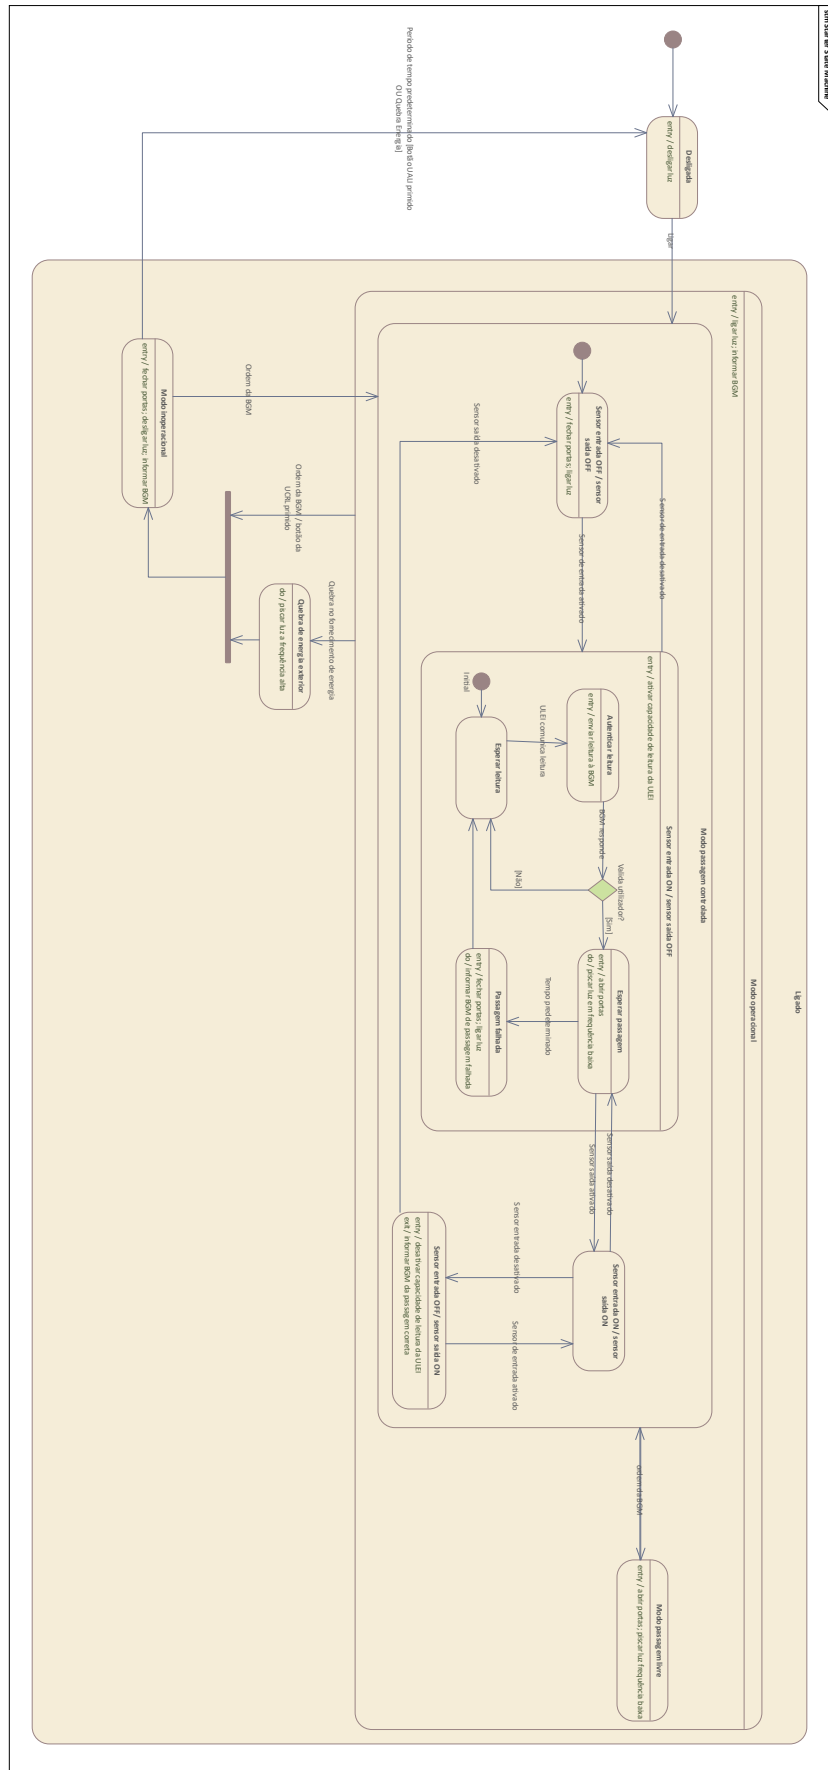 stm Starter State Machine
Ligado
Modo operacional
entry / ligar luz; informar BGM
Modo passagem controlada
Desligada
entry / desligar luz
Ligar
Período de tempo predeterminado [Botão UALI primido
OU Quebra Energia]
Sensor entrada OFF / sensor
saída OFF
entry / fechar portas; ligar luz
Sensor de entrada desativado
Sensor de entrada ativado
Sensor saída desativado
Sensor entrada ON / sensor saída OFF
entry / ativar capacidade de leitura da ULEI
Initial
Esperar leitura
ULEI comunica leitura
Autenticar leitura
entry / enviar leitura à BGM
BGM responde
Valida utilizador?
[Sim]
[Não]
Esperar passagem
entry / abrir portas
do / piscar luz em frequência baixa
Tempo predeterminado
Passagem falhada
entry / fechar portas; ligar luz
do / informar BGM de passagem falhada
Sensor saída desativado
Sensor saída ativado
Sensor entrada ON / sensor
saída ON
Sensor entrada desativado
Sensor de entrada ativado
Sensor entrada OFF/ sensor saída ON
entry / desativar capacidade de leitura da ULEI
exit / informar BGM da passagem correta
ordem da BGM
Modo passagem livre
entry / abrir portas; piscar luz frequência baixa
Ordem da BGM
Modo inoperacional
entry / fechar portas; desligar luz; informar BGM
Ordem da BGM / botão da
UCRL primido
Quebra no fornecimento de energia
Quebra de energia exterior
do / piscar luz a frequência alta